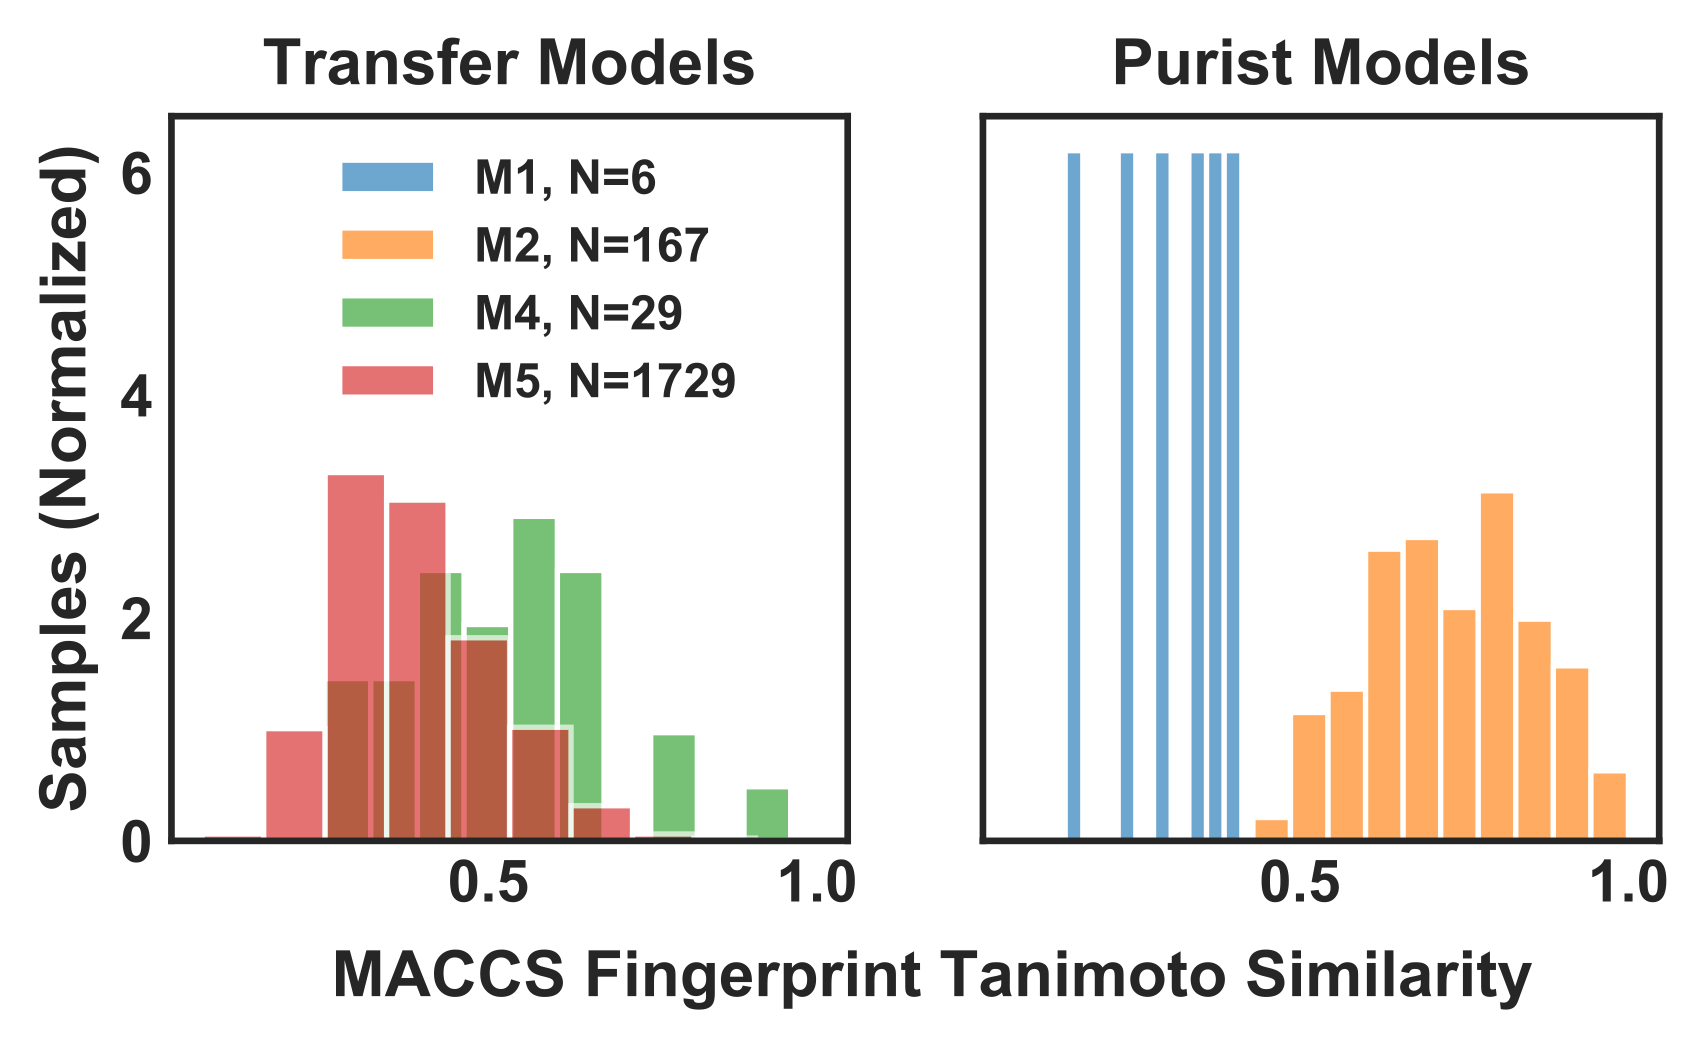 Transfer Models
Purist Models
Samples (Normalized)
6
4
2
0
M1, N=6
M2, N=167
M4, N=29
M5, N=1729
0.5
1.0
0.5
1.0
MACCS Fingerprint Tanimoto Similarity